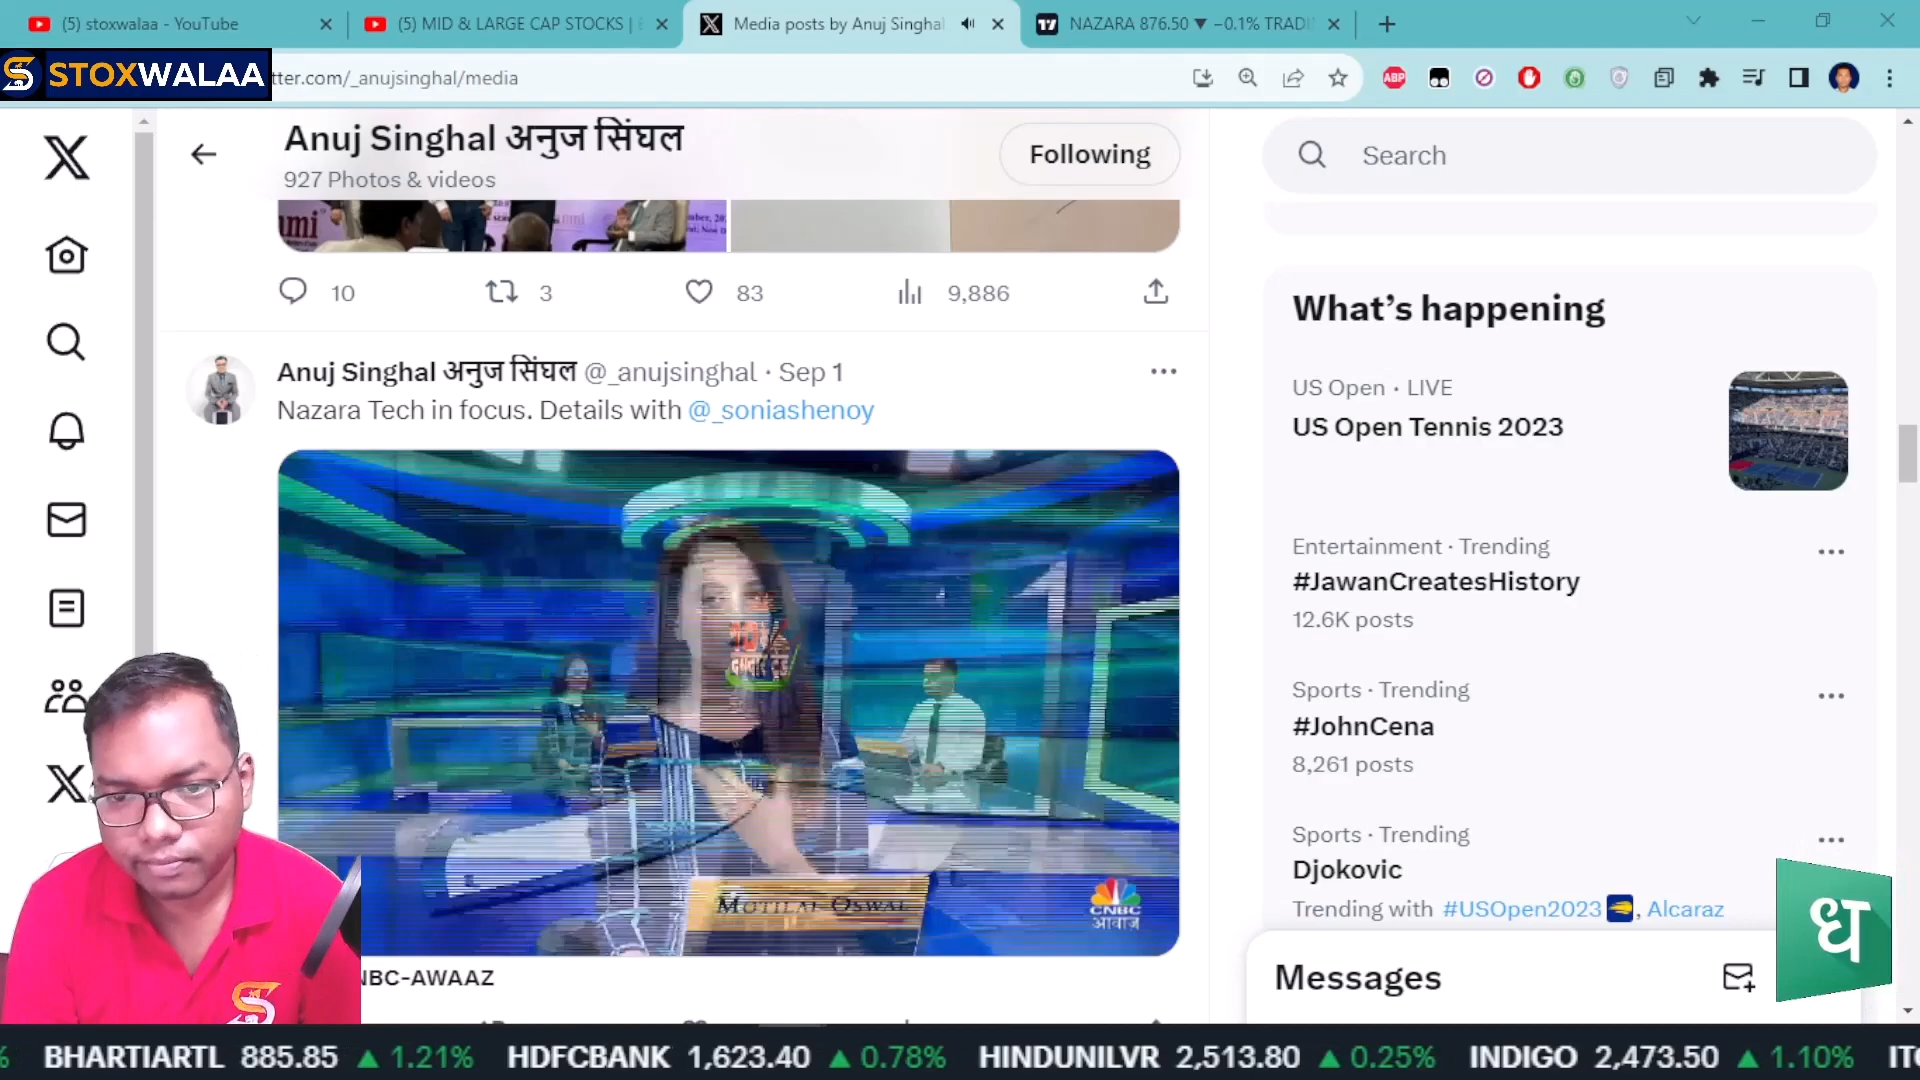 (5) stoxwalaa - YouTube
(5) MID & LARGE CAP STOCKS |
Media posts by Anuj Singhal
NAZARA 876.50 ▼ −0.1% TRADI
STOXWALAA
tter.com/_anujsinghal/media
ABP
Anuj Singhal अनुज सिंघल
927 Photos & videos
Following
Search
10
3
83
9,886
What’s happening
US Open · LIVE
US Open Tennis 2023
Anuj Singhal अनुज सिंघल @_anujsinghal · Sep 1
Nazara Tech in focus. Details with @_soniashenoy
Entertainment · Trending
#JawanCreatesHistory
12.6K posts
Sports · Trending
#JohnCena
8,261 posts
Sports · Trending
Djokovic
Trending with #USOpen2023, Alcaraz
MOTILAL OSWAL
CNBC
आवाज़
NBC-AWAAZ
Messages
ध
BHARTIARTL 885.85 ▲ 1.21% HDFCBANK 1,623.40 ▲ 0.78% HINDUNILVR 2,513.80 ▲ 0.25% INDIGO 2,473.50 ▲ 1.10%